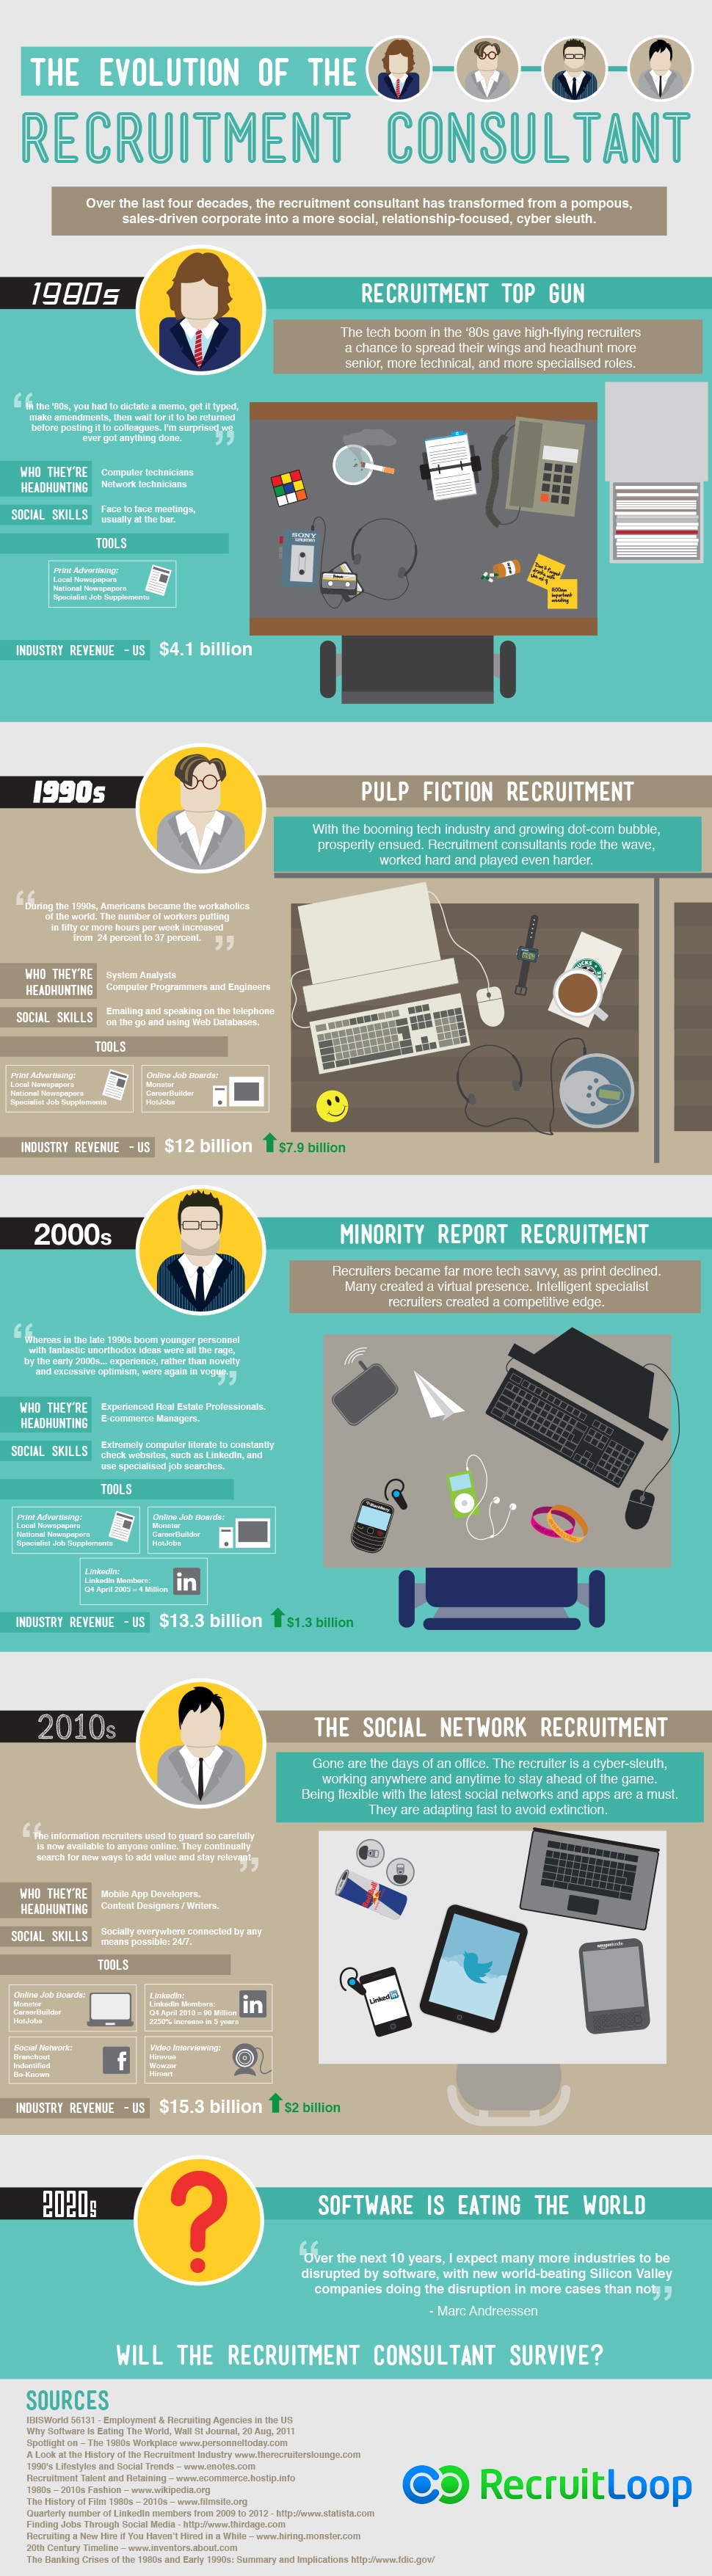 THE EVOLUTION OF THE
RECRUITMENT CONSULTANT
Over the last four decades, the recruitment consultant has transformed from a pompous,
sales-driven corporate into a more social, relationship-focused, cyber sleuth.
1980s
RECRUITMENT TOP GUN
The tech boom in the ‘80s gave high-flying recruiters
a chance to spread their wings and headhunt more
senior, more technical, and more specialised roles.
“In the ’80s, you had to dictate a memo, get it typed,
make amendments, then wait for it to be returned
before posting it to colleagues. I'm surprised we
ever got anything done.”
WHO THEY'RE
HEADHUNTING
Computer technicians
Network technicians
SOCIAL SKILLS
Face to face meetings,
usually at the bar.
TOOLS
Print Advertising:
Local Newspapers
National Newspapers
Specialist Job Supplements
SONY
8:00am
important
meeting
INDUSTRY REVENUE - US
$4.1 billion
1990s
PULP FICTION RECRUITMENT
With the booming tech industry and growing dot-com bubble,
prosperity ensued. Recruitment consultants rode the wave,
worked hard and played even harder.
“During the 1990s, Americans became the workaholics
of the world. The number of workers putting
in fifty or more hours per week increased
from 24 percent to 37 percent.”
WHO THEY'RE
HEADHUNTING
System Analysts
Computer Programmers and Engineers
SOCIAL SKILLS
Emailing and speaking on the telephone
on the go and using Web Databases.
TOOLS
Print Advertising:
Local Newspapers
National Newspapers
Specialist Job Supplements
Online Job Boards:
Monster
CareerBuilder
HotJobs
INDUSTRY REVENUE - US
$12 billion
$7.9 billion
2000s
MINORITY REPORT RECRUITMENT
Recruiters became far more tech savvy, as print declined.
Many created a virtual presence. Intelligent specialist
recruiters created a competitive edge.
“Whereas in the late 1990s boom younger personnel
with fantastic unorthodox ideas were all the rage,
by the early 2000s... experience, rather than novelty
and excessive optimism, were again in vogue.”
WHO THEY'RE
HEADHUNTING
Experienced Real Estate Professionals.
E-commerce Managers.
SOCIAL SKILLS
Extremely computer literate to constantly
check websites, such as LinkedIn, and
use specialised job searches.
TOOLS
Print Advertising:
Local Newspapers
National Newspapers
Specialist Job Supplements
Online Job Boards:
Monster
CareerBuilder
HotJobs
LinkedIn:
LinkedIn Members:
Q4 April 2005 = 4 Million
in
INDUSTRY REVENUE - US
$13.3 billion
$1.3 billion
2010s
THE SOCIAL NETWORK RECRUITMENT
Gone are the days of an office. The recruiter is a cyber-sleuth,
working anywhere and anytime to stay ahead of the game.
Being flexible with the latest social networks and apps are a must.
They are adapting fast to avoid extinction.
“The information recruiters used to guard so carefully
is now available to anyone online. They continually
search for new ways to add value and stay relevant.”
WHO THEY'RE
HEADHUNTING
Mobile App Developers.
Content Designers / Writers.
SOCIAL SKILLS
Socially everywhere connected by any
means possible: 24/7.
TOOLS
Online Job Boards:
Monster
CareerBuilder
HotJobs
LinkedIn:
LinkedIn Members:
Q4 April 2010 = 90 Million
2250% increase in 5 years
in
Social Network:
Branchout
Indentified
Be-Known
f
Video Interviewing:
Hirevue
Wowzer
Hireart
Red Bull
LinkedIn
amazonkindle
INDUSTRY REVENUE - US
$15.3 billion
$2 billion
2020s
?
SOFTWARE IS EATING THE WORLD
“Over the next 10 years, I expect many more industries to be
disrupted by software, with new world-beating Silicon Valley
companies doing the disruption in more cases than not.”
- Marc Andreessen
WILL THE RECRUITMENT CONSULTANT SURVIVE?
SOURCES
IBISWorld 56131 - Employment & Recruiting Agencies in the US
Why Software Is Eating The World, Wall St Journal, 20 Aug, 2011
Spotlight on – The 1980s Workplace www.personneltoday.com
A Look at the History of the Recruitment Industry www.therecruiterslounge.com
1990's Lifestyles and Social Trends – www.enotes.com
Recruitment Talent and Retaining – www.ecommerce.hostip.info
1980s – 2010s Fashion – www.wikipedia.org
The History of Film 1980s – 2010s – www.filmsite.org
Quarterly number of LinkedIn members from 2009 to 2012 - http://www.statista.com
Finding Jobs Through Social Media - http://www.thirdage.com
Recruiting a New Hire if You Haven't Hired in a While – www.hiring.monster.com
20th Century Timeline – www.inventors.about.com
The Banking Crises of the 1980s and Early 1990s: Summary and Implications http://www.fdic.gov/
RecruitLoop